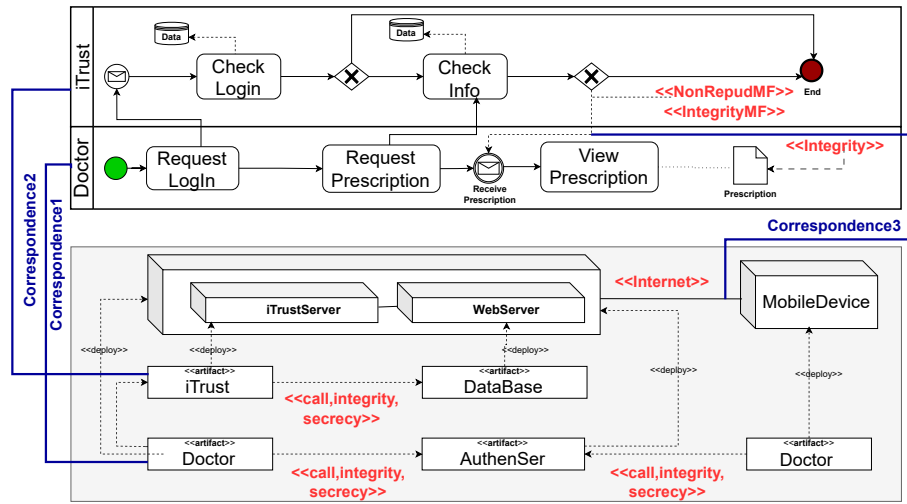 iTrust
Data
Check
Login
Data
Check
Info
End
<<NonRepudMF>>
<<IntegrityMF>>
Doctor
Request
LogIn
Request
Prescription
Receive
Prescription
View
Prescription
<<Integrity>>
Prescription
Correspondence2
Correspondence1
Correspondence3
iTrustServer
WebServer
<<Internet>>
MobileDevice
<<deploy>>
<<deploy>>
<<deploy>>
<<deploy>>
<<deploy>>
<<artifact>>
iTrust
<<call,integrity,
secrecy>>
<<artifact>>
DataBase
<<artifact>>
Doctor
<<call,integrity,
secrecy>>
<<artifact>>
AuthenSer
<<call,integrity,
secrecy>>
<<artifact>>
Doctor